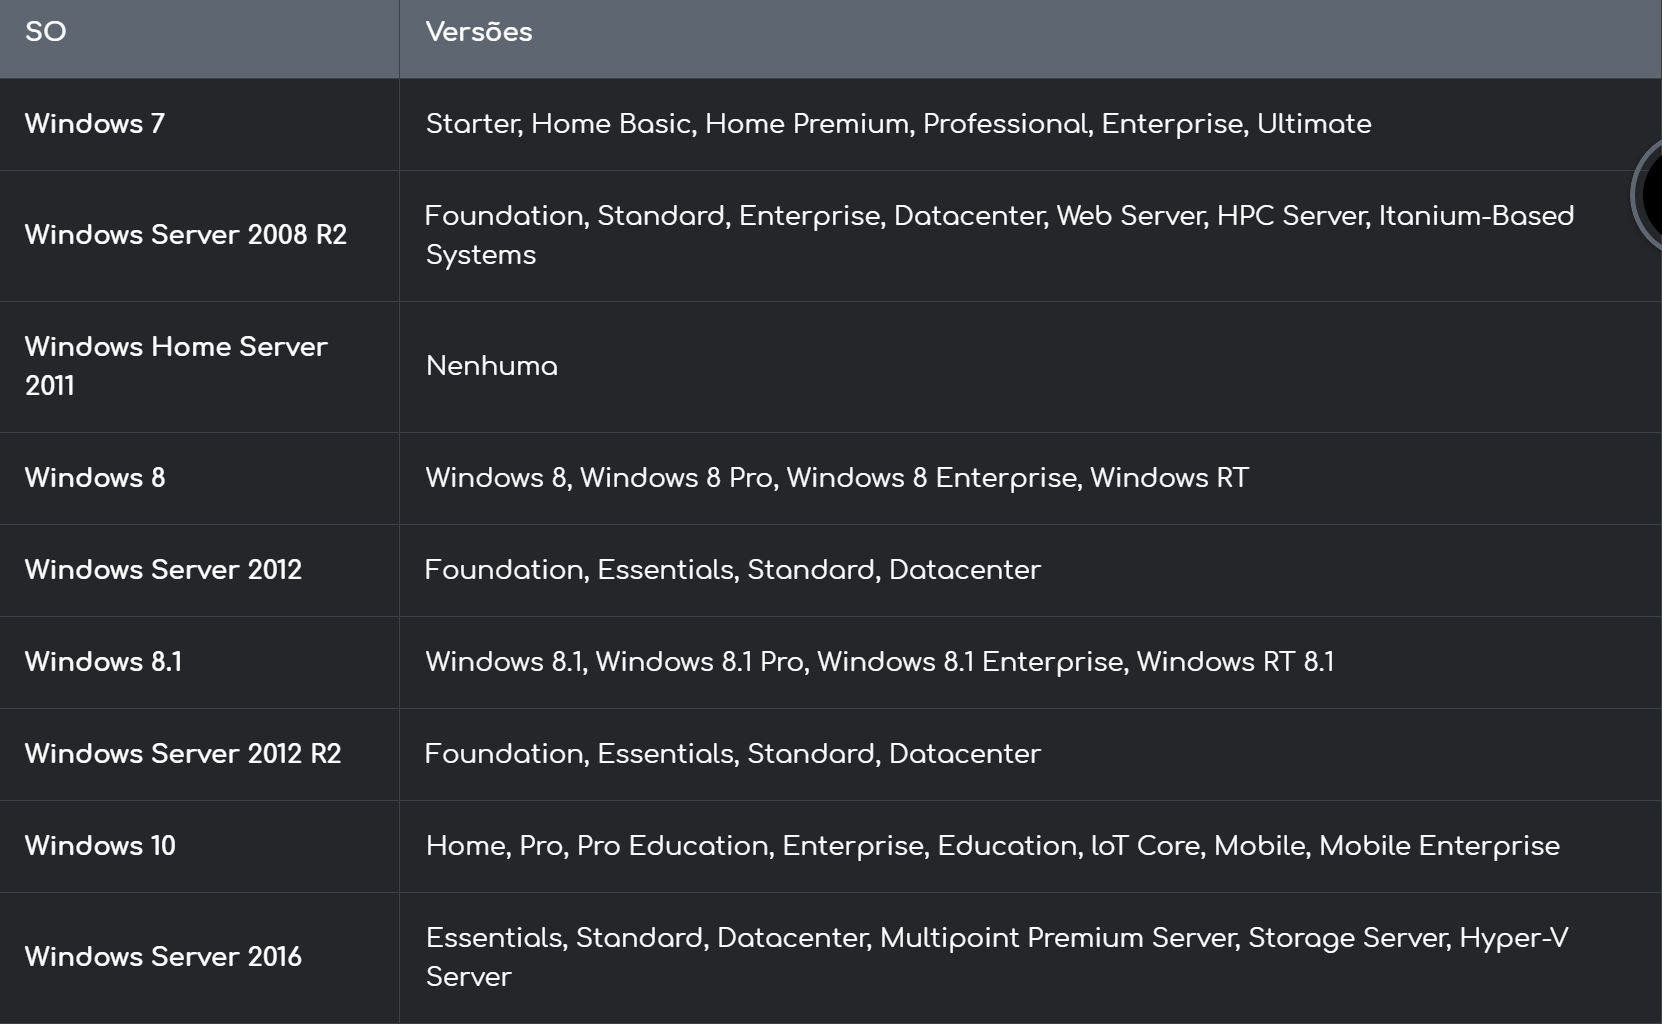 SO
Versões
Windows 7
Starter, Home Basic, Home Premium, Professional, Enterprise, Ultimate
Windows Server 2008 R2
Foundation, Standard, Enterprise, Datacenter, Web Server, HPC Server, Itanium-Based
Systems
Windows Home Server
2011
Nenhuma
Windows 8
Windows 8, Windows 8 Pro, Windows 8 Enterprise, Windows RT
Windows Server 2012
Foundation, Essentials, Standard, Datacenter
Windows 8.1
Windows 8.1, Windows 8.1 Pro, Windows 8.1 Enterprise, Windows RT 8.1
Windows Server 2012 R2
Foundation, Essentials, Standard, Datacenter
Windows 10
Home, Pro, Pro Education, Enterprise, Education, loT Core, Mobile, Mobile Enterprise
Windows Server 2016
Essentials, Standard, Datacenter, Multipoint Premium Server, Storage Server, Hyper-V
Server